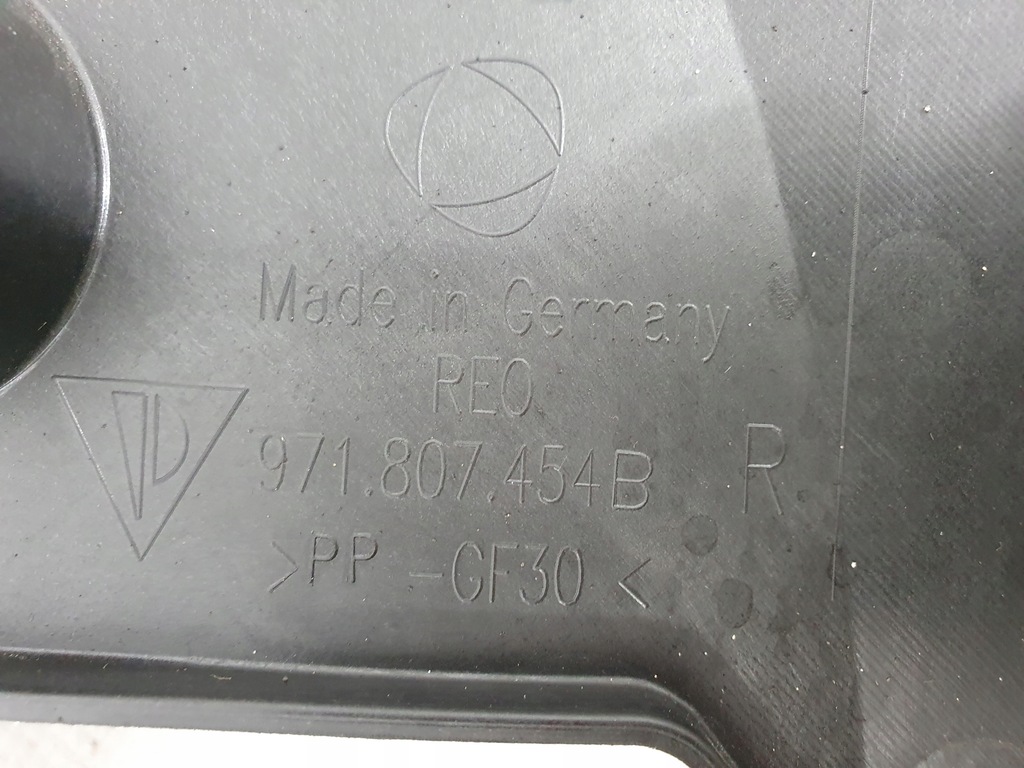 Made in Germany
REO
971.807.454B R
>PP -GF30 <